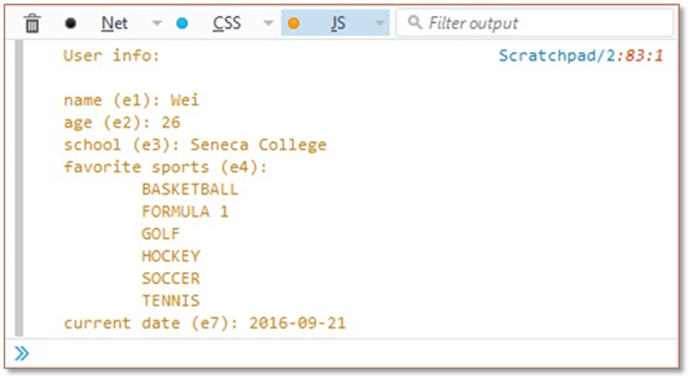 Net CSS JS Filter output
User info: Scratchpad/2:83:1
name (e1): Wei
age (e2): 26
school (e3): Seneca College
favorite sports (e4):
BASKETBALL
FORMULA 1
GOLF
HOCKEY
SOCCER
TENNIS
current date (e7): 2016-09-21
»